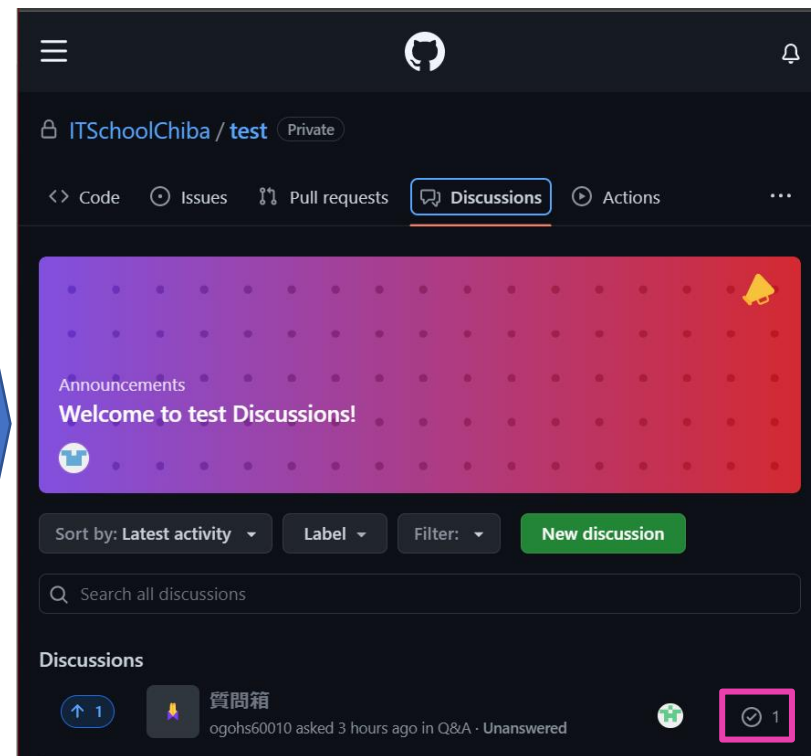 ITSchoolChiba / test Private
Code Issues Pull requests Discussions Actions ...
Announcements
Welcome to test Discussions!
Sort by: Latest activity Label Filter: New discussion
Search all discussions
Discussions
↑ 1 質問箱 1
ogohs60010 asked 3 hours ago in Q&A · Unanswered